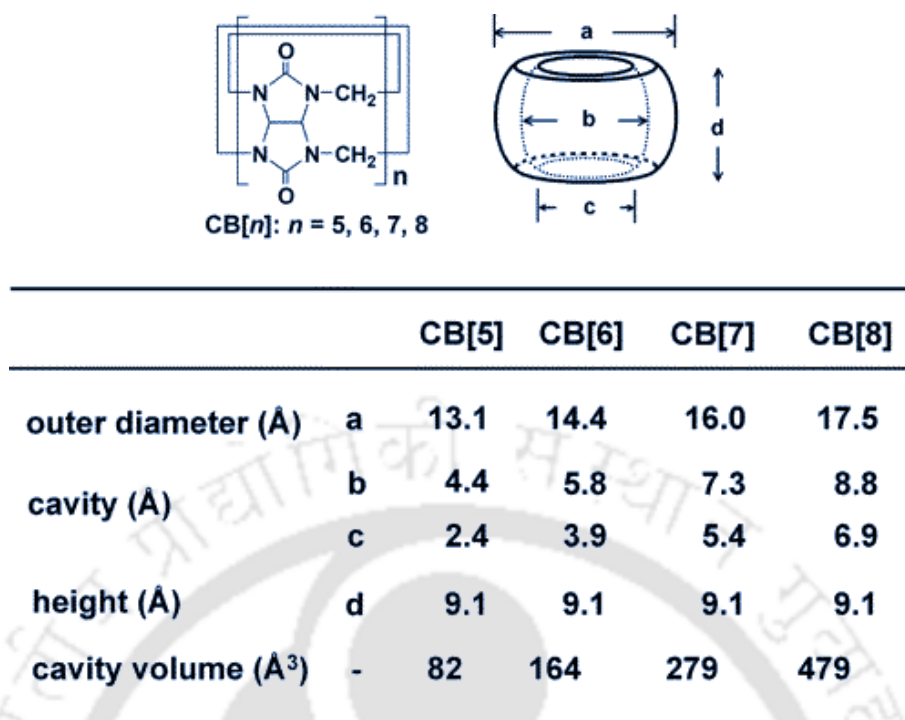 O
N N-CH₂
N N-CH₂
O
n
CB[n]: n = 5, 6, 7, 8
a
b
c
d
CB[5] CB[6] CB[7] CB[8]
outer diameter (Å) a 13.1 14.4 16.0 17.5
cavity (Å) b 4.4 5.8 7.3 8.8
c 2.4 3.9 5.4 6.9
height (Å) d 9.1 9.1 9.1 9.1
cavity volume (Å³) - 82 164 279 479